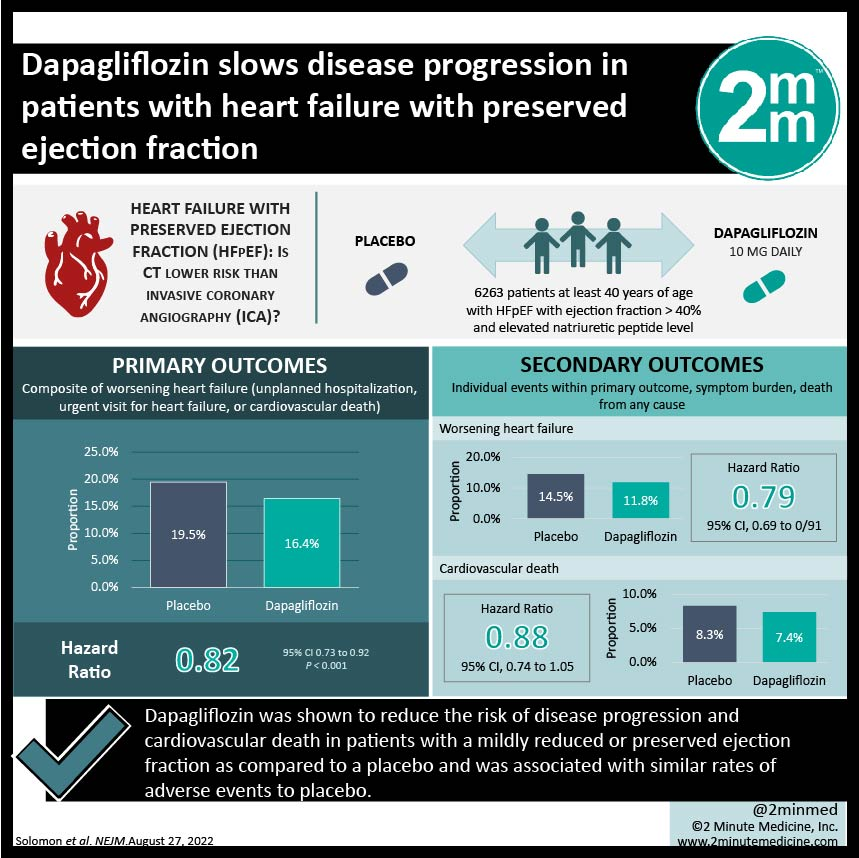 Dapagliflozin slows disease progression in
patients with heart failure with preserved
ejection fraction
2mm™
HEART FAILURE WITH
PRESERVED EJECTION
FRACTION (HFPEF): IS
CT LOWER RISK THAN
INVASIVE CORONARY
ANGIOGRAPHY (ICA)?
PLACEBO
6263 patients at least 40 years of age
with HFpEF with ejection fraction > 40%
and elevated natriuretic peptide level
DAPAGLIFLOZIN
10 MG DAILY
PRIMARY OUTCOMES
Composite of worsening heart failure (unplanned hospitalization,
urgent visit for heart failure, or cardiovascular death)
Proportion
25.0%
20.0%
15.0%
10.0%
5.0%
0.0%
19.5%
16.4%
Placebo
Dapagliflozin
Hazard
Ratio
0.82
95% CI 0.73 to 0.92
P < 0.001
SECONDARY OUTCOMES
Individual events within primary outcome, symptom burden, death
from any cause
Worsening heart failure
Proportion
20.0%
10.0%
0.0%
14.5%
11.8%
Placebo
Dapagliflozin
Hazard Ratio
0.79
95% CI, 0.69 to 0/91
Cardiovascular death
Hazard Ratio
0.88
95% CI, 0.74 to 1.05
Proportion
10.0%
5.0%
0.0%
8.3%
7.4%
Placebo
Dapagliflozin
Dapagliflozin was shown to reduce the risk of disease progression and
cardiovascular death in patients with a mildly reduced or preserved ejection
fraction as compared to a placebo and was associated with similar rates of
adverse events to placebo.
Solomon et al. NEJM.August 27, 2022
@2minmed
©2 Minute Medicine, Inc.
www.2minutemedicine.com